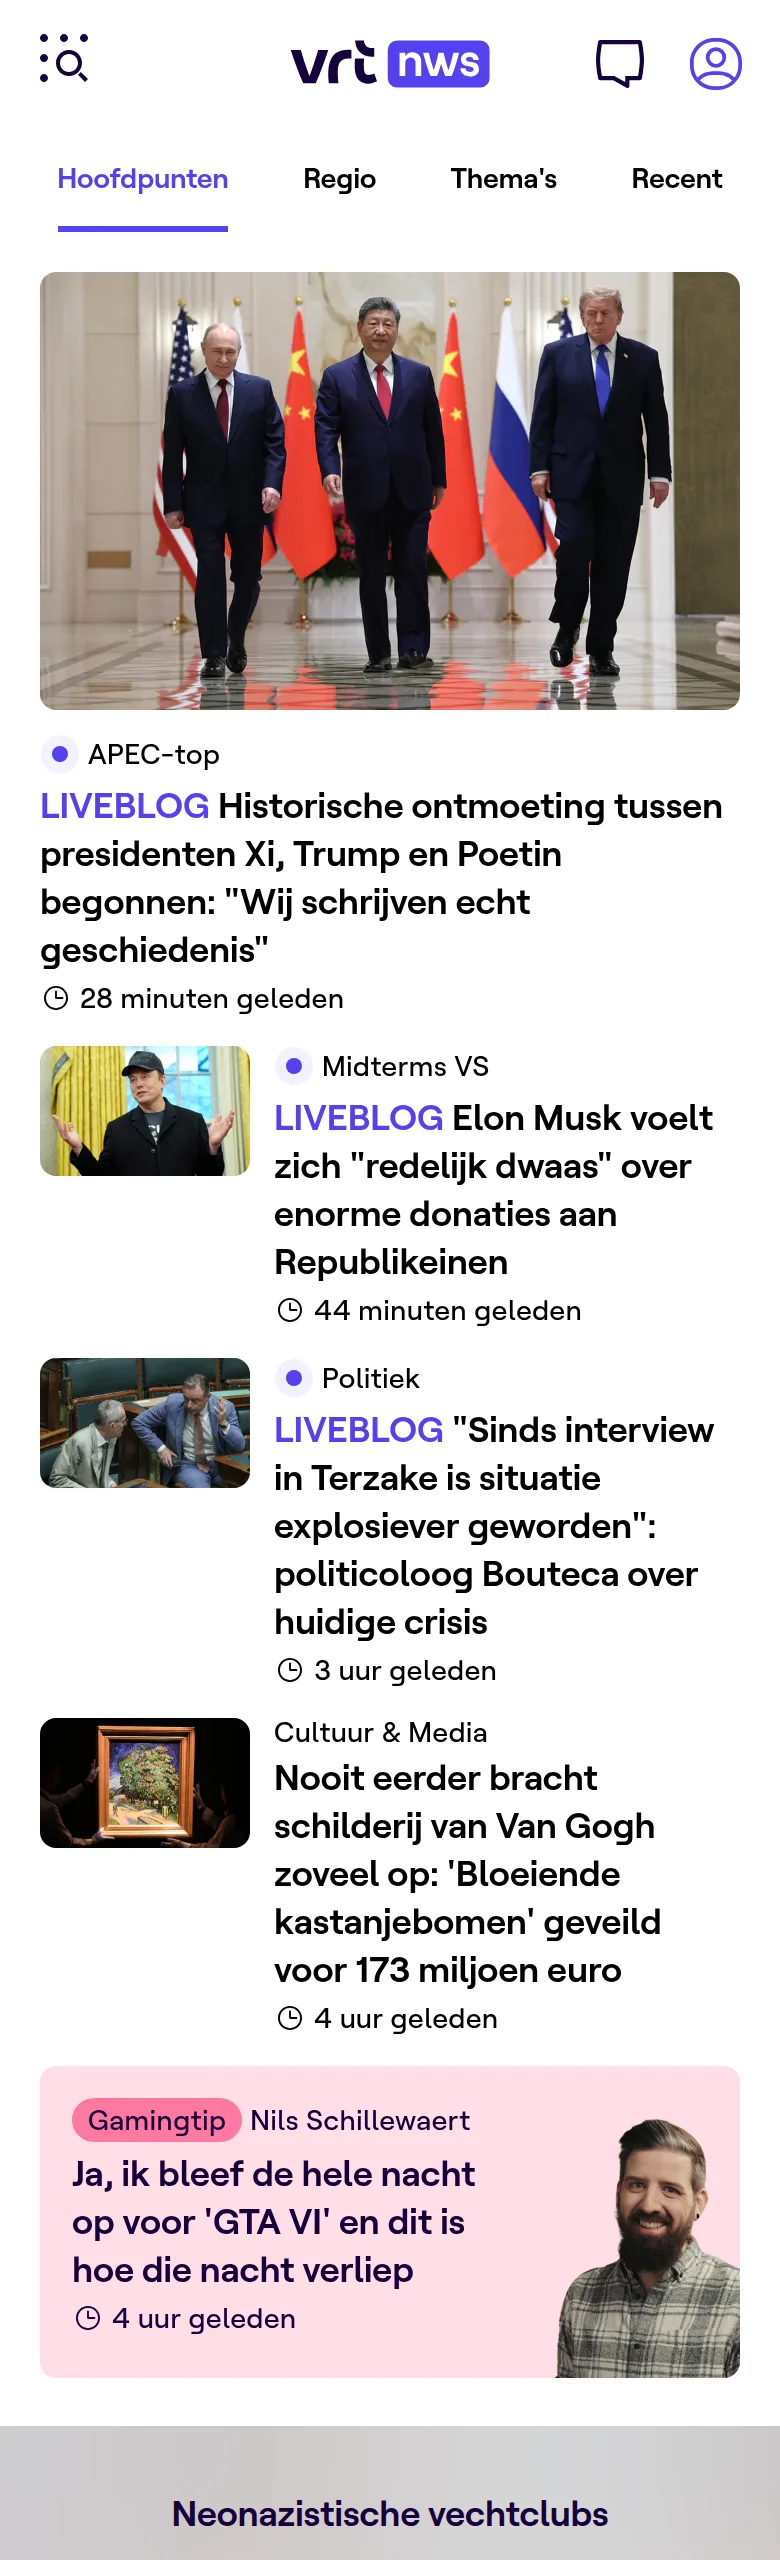 vrt nws
Hoofdpunten Regio Thema's Recent
APEC-top
LIVEBLOG Historische ontmoeting tussen
presidenten Xi, Trump en Poetin
begonnen: "Wij schrijven echt
geschiedenis"
28 minuten geleden
Midterms VS
LIVEBLOG Elon Musk voelt
zich "redelijk dwaas" over
enorme donaties aan
Republikeinen
44 minuten geleden
Politiek
LIVEBLOG "Sinds interview
in Terzake is situatie
explosiever geworden":
politicoloog Bouteca over
huidige crisis
3 uur geleden
Cultuur & Media
Nooit eerder bracht
schilderij van Van Gogh
zoveel op: 'Bloeiende
kastanjebomen' geveild
voor 173 miljoen euro
4 uur geleden
Gamingtip Nils Schillewaert
Ja, ik bleef de hele nacht
op voor 'GTA VI' en dit is
hoe die nacht verliep
4 uur geleden
Neonazistische vechtclubs